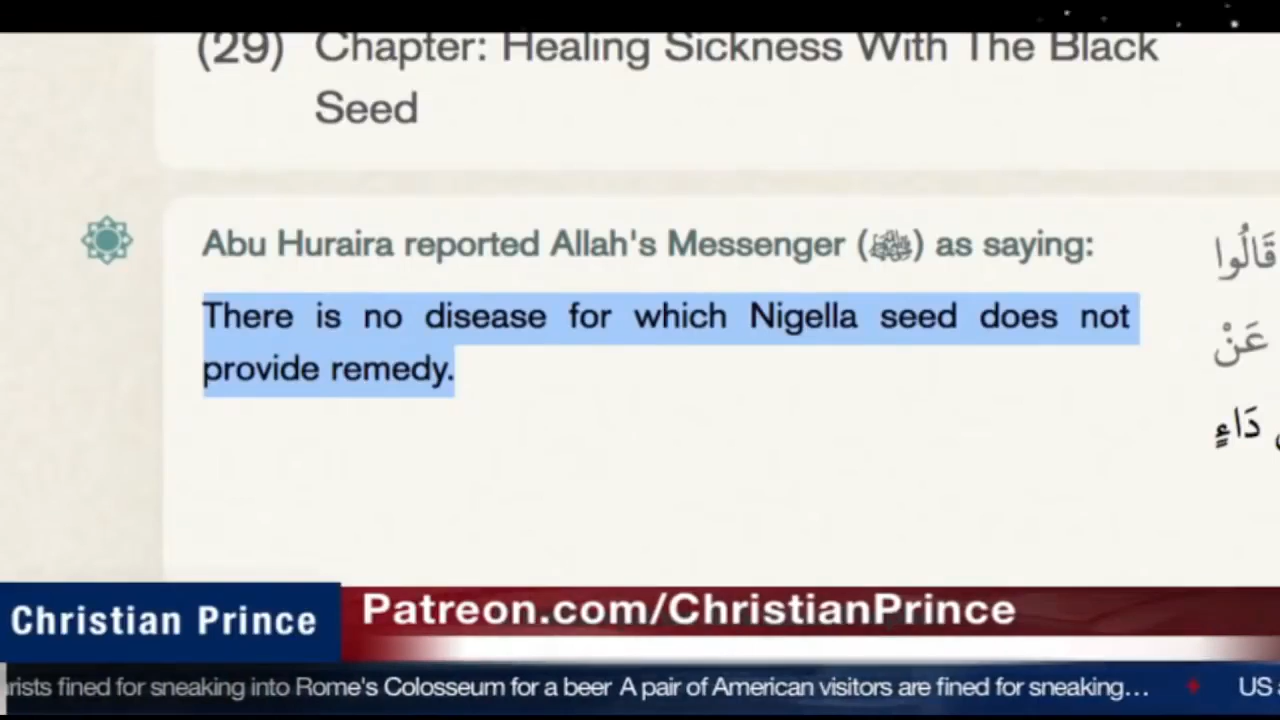 (29) Chapter: Healing Sickness With The Black
Seed
Abu Huraira reported Allah's Messenger (ﷺ) as saying:
There is no disease for which Nigella seed does not
provide remedy.
قَالُوا
عَنْ
دَاءٍ
Christian Prince
Patreon.com/ChristianPrince
rists fined for sneaking into Rome's Colosseum for a beer A pair of American visitors are fined for sneaking... US